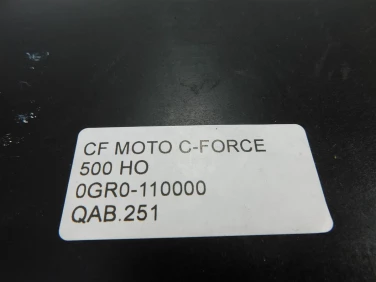 CF MOTO C-FORCE
500 HO
0GR0-110000
QAB.251